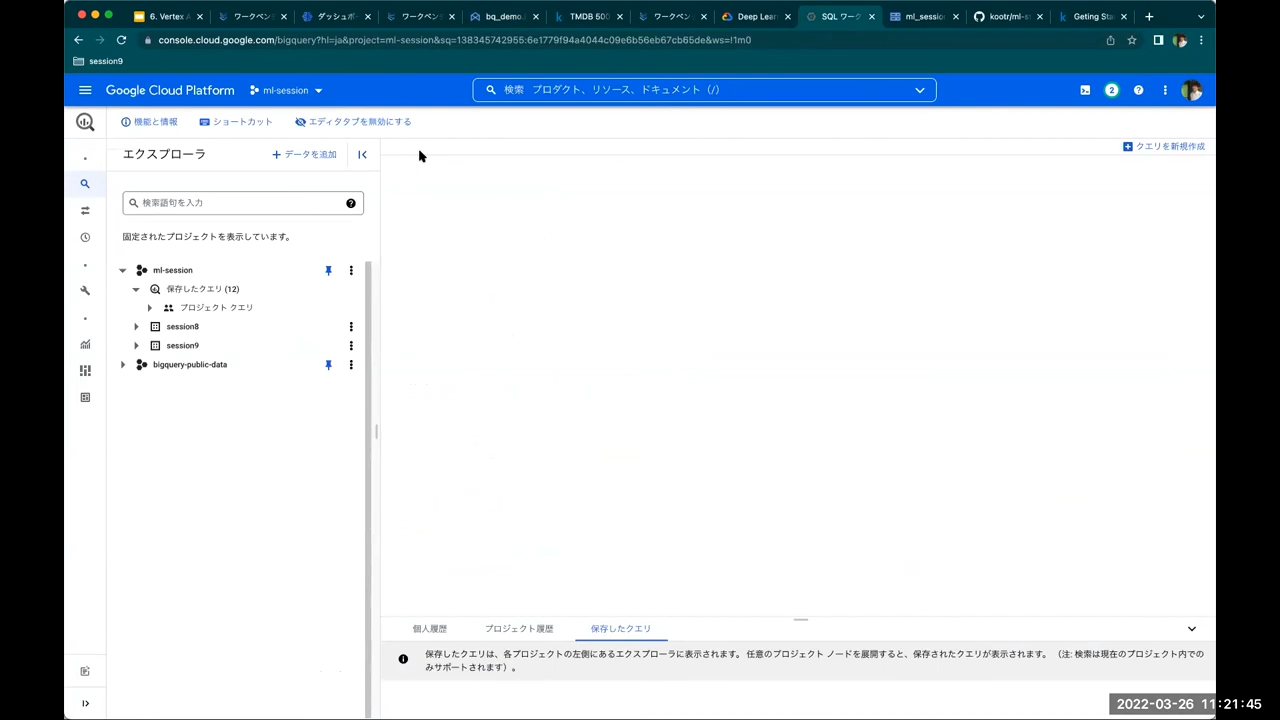 6. Vertex A
ワークベン
ダッシュボー
ワークベン
bq_demo.i
TMDB 500
ワークベン
Deep Lear
SQL ワーク
ml_sessio
kootr/ml-s
Geting Sta
console.cloud.google.com/bigquery?hl=ja&project=ml-session&sq=138345742955:6e1779f94a4044c09e6b56eb67cb65de&ws=!1m0
session9
Google Cloud Platform
ml-session
検索 プロダクト、リソース、ドキュメント (/)
2
機能と情報
ショートカット
エディタタブを無効にする
エクスプローラ
データを追加
クエリを新規作成
検索語句を入力
固定されたプロジェクトを表示しています。
ml-session
保存したクエリ (12)
プロジェクト クエリ
session8
session9
bigquery-public-data
個人履歴
プロジェクト履歴
保存したクエリ
保存したクエリは、各プロジェクトの左側にあるエクスプローラに表示されます。 任意のプロジェクト ノードを展開すると、保存されたクエリが表示されます。 （注: 検索は現在のプロジェクト内での
みサポートされます）。
2022-03-26 11:21:45